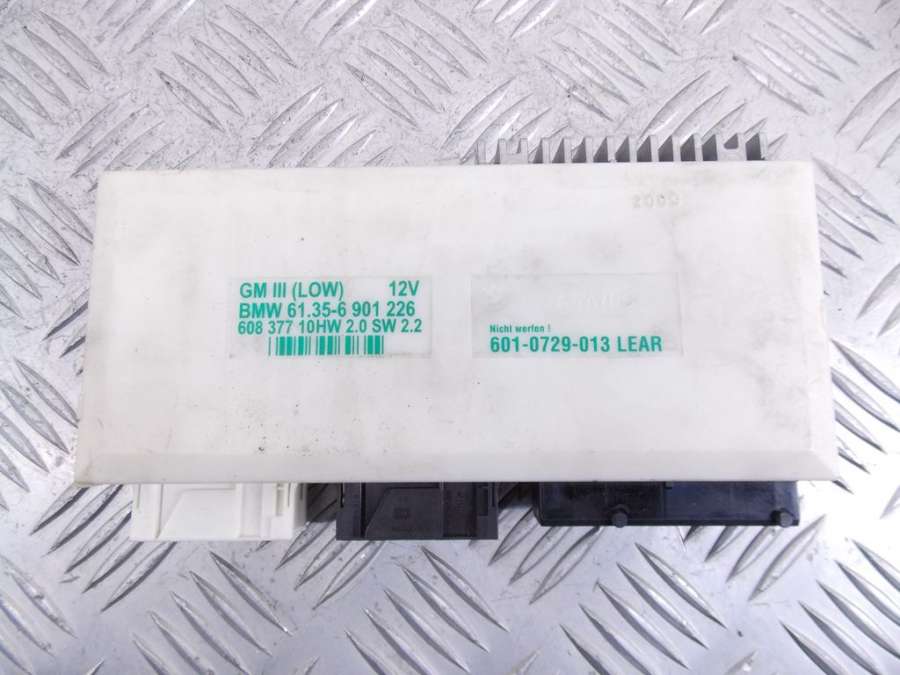 GM III (LOW) 12V
BMW 61.35-6 901 226
608 377 10HW 2.0 SW 2.2
Nicht werfen !
601-0729-013 LEAR